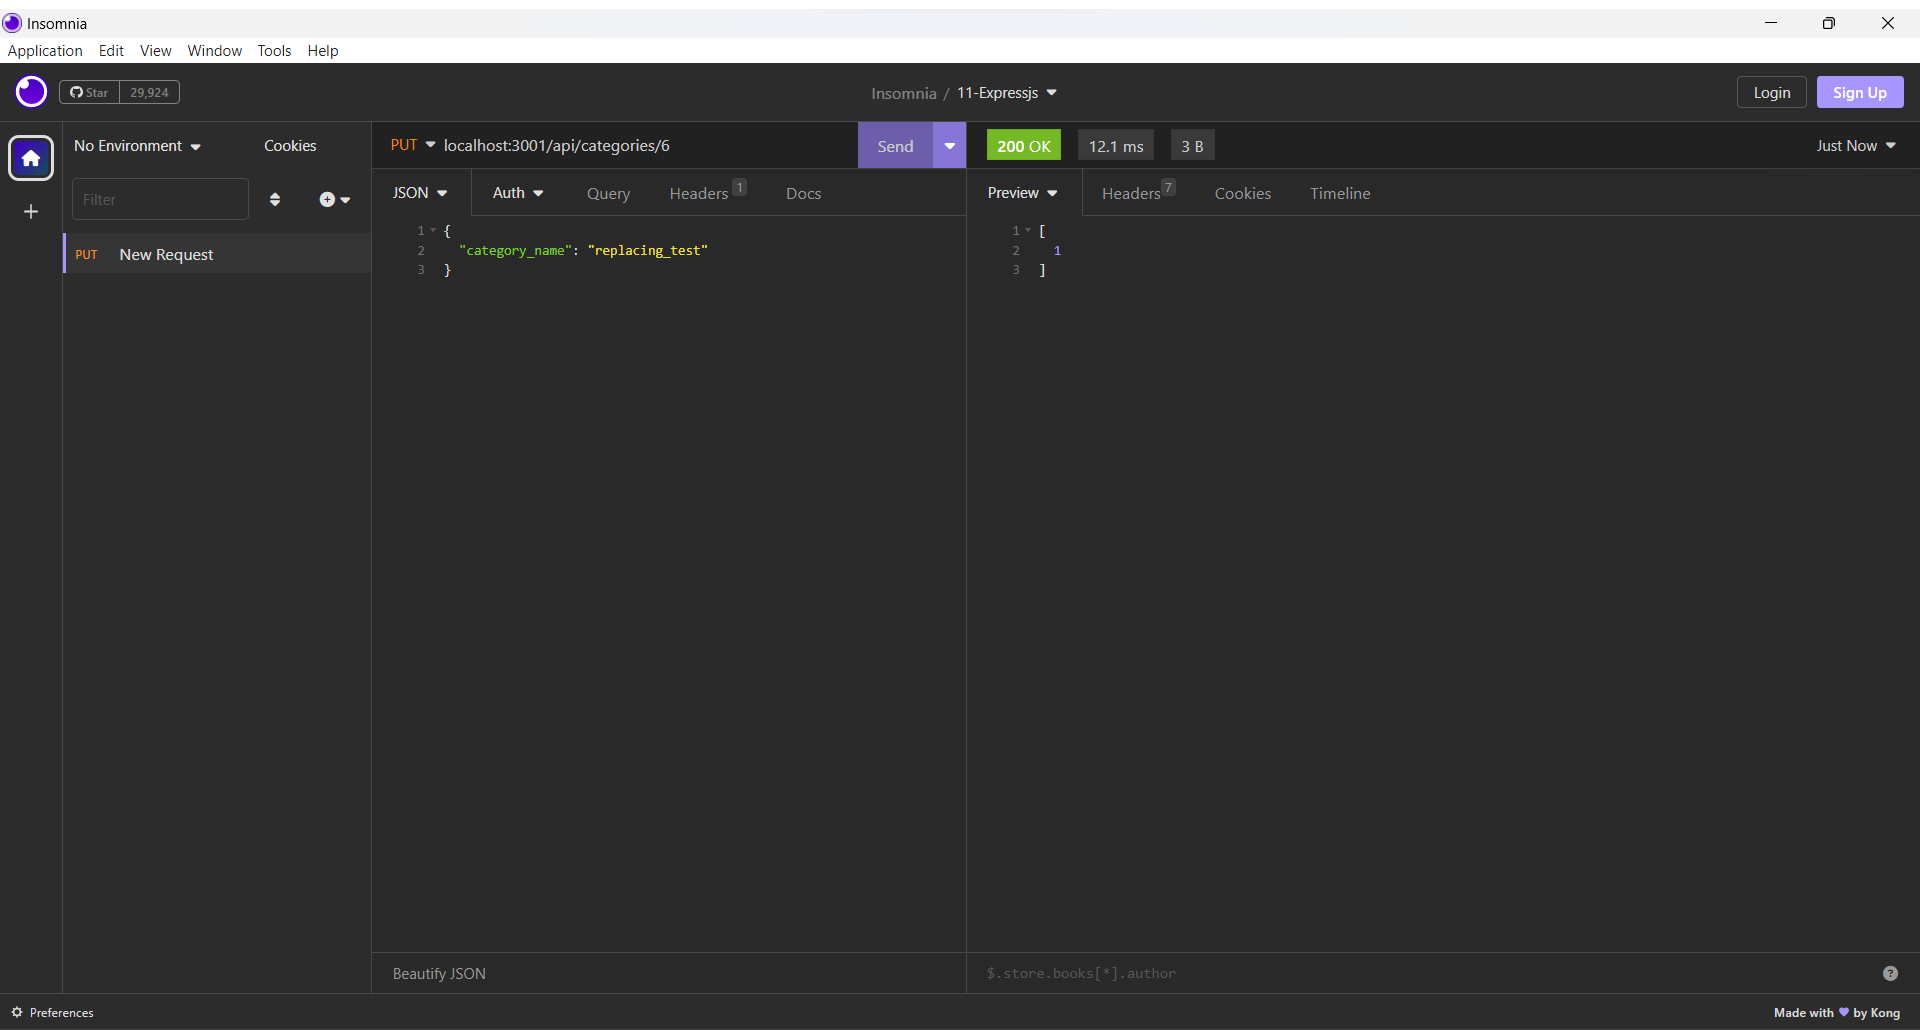 Insomnia
Application Edit View Window Tools Help
Star 29,924
Insomnia / 11-Expressjs
Login Sign Up
No Environment Cookies
PUT localhost:3001/api/categories/6
Send
200 OK 12.1 ms 3 B
Just Now
Filter
JSON Auth Query Headers 1 Docs
Preview Headers 7 Cookies Timeline
PUT New Request
1 {
2 "category_name": "replacing_test"
3 }
1 [
2 1
3 ]
Beautify JSON
$.store.books[*].author
?
Preferences
Made with 💜 by Kong